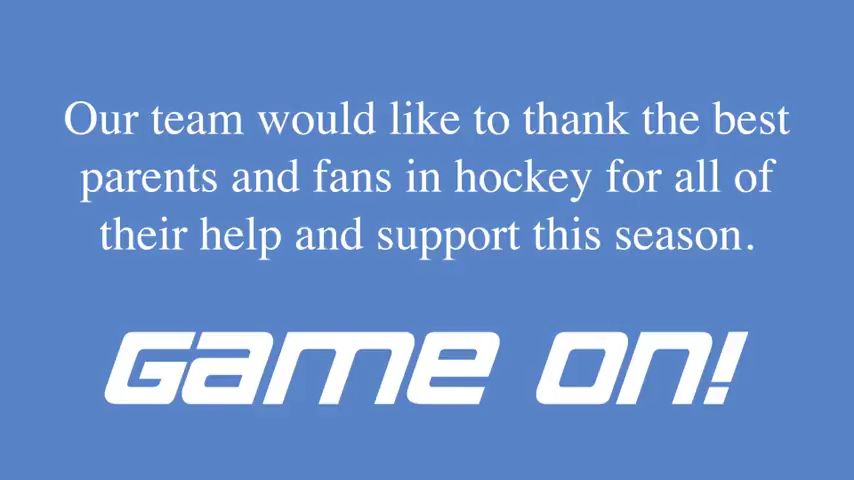 Our team would like to thank the best
parents and fans in hockey for all of
their help and support this season.
GAME ON!